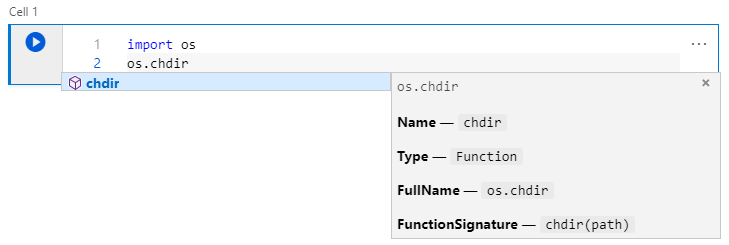 Cell 1
1 import os
2 os.chdir
chdir
os.chdir
Name — chdir
Type — Function
FullName — os.chdir
FunctionSignature — chdir(path)